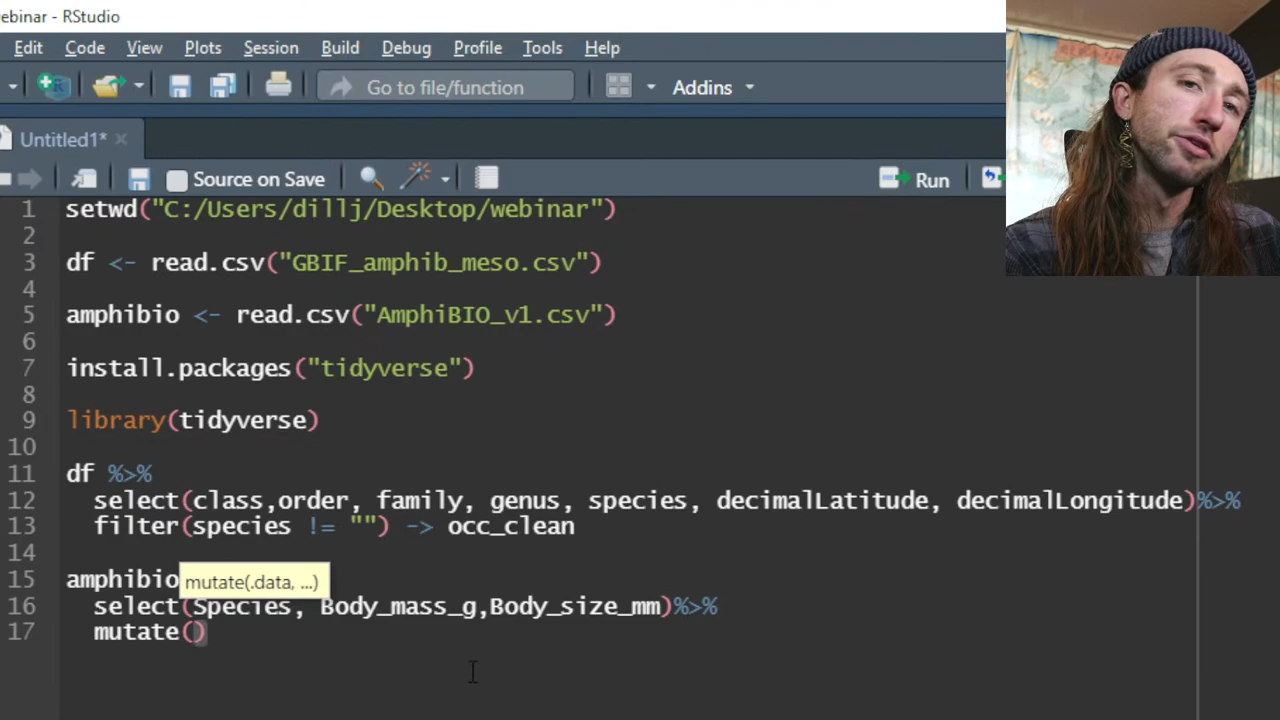 ebinar - RStudio
Edit Code View Plots Session Build Debug Profile Tools Help
Go to file/function Addins
Untitled1*
Source on Save Run
1 setwd("C:/Users/dillj/Desktop/webinar")
2
3 df <- read.csv("GBIF_amphib_meso.csv")
4
5 amphibio <- read.csv("AmphiBIO_v1.csv")
6
7 install.packages("tidyverse")
8
9 library(tidyverse)
10
11 df %>%
12 select(class,order, family, genus, species, decimalLatitude, decimalLongitude)%>%
13 filter(species != "") -> occ_clean
14
mutate(.data, ...)
15 amphibio
16 select(Species, Body_mass_g,Body_size_mm)%>%
17 mutate()